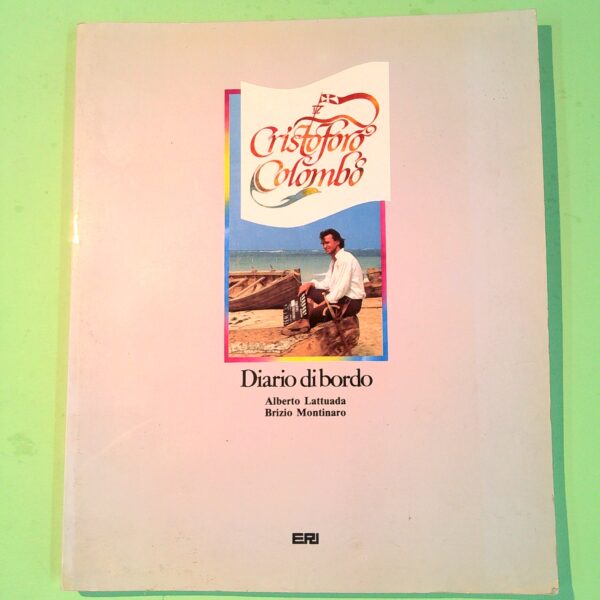 Cristoforo
Colombo
Diario di bordo
Alberto Lattuada
Brizio Montinaro
ERI